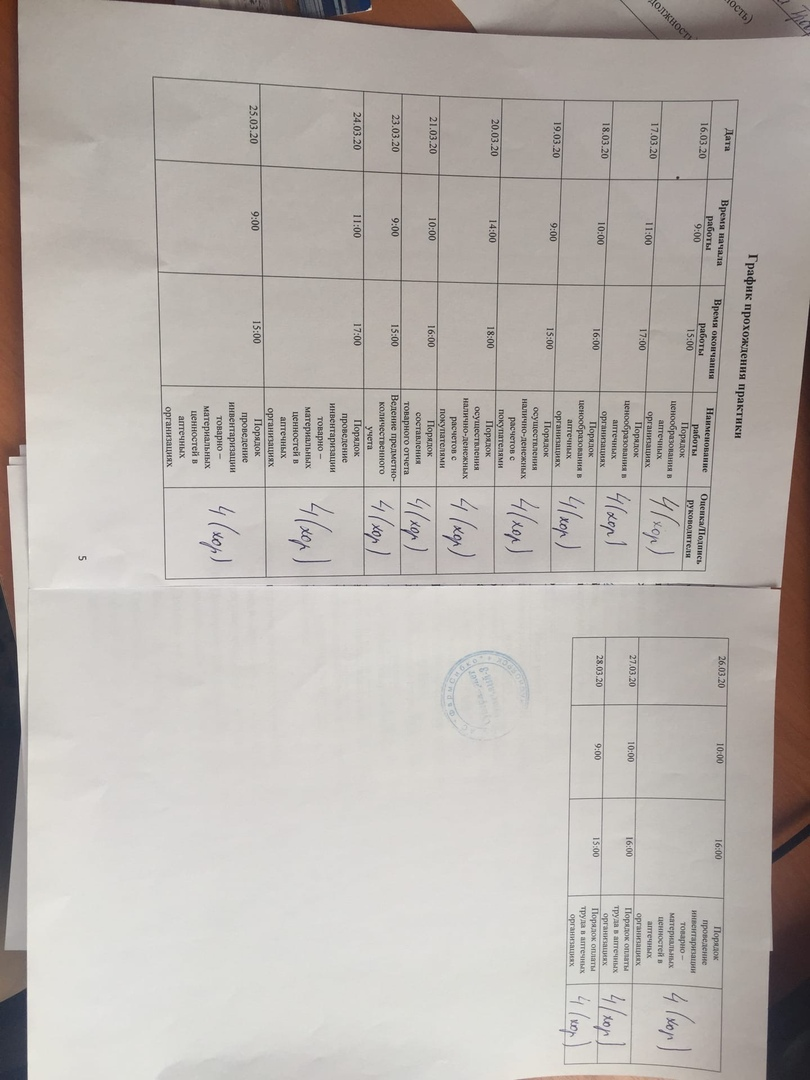 ность)
должность)
График прохождения практики
Дата
Время начала
работы
Время окончания
работы
Наименование
работы
Оценка/Подпись
руководителя
16.03.20
9:00
15:00
Порядок
ценообразования в
аптечных
организациях
4 (хор)
17.03.20
11:00
17:00
Порядок
ценообразования в
аптечных
организациях
4 (хор)
18.03.20
10:00
16:00
Порядок
ценообразования в
аптечных
организациях
4 (хор)
19.03.20
9:00
15:00
Порядок
осуществления
налично-денежных
расчетов с
покупателями
4 (хор)
20.03.20
14:00
18:00
Порядок
осуществления
налично-денежных
расчетов с
покупателями
4 (хор)
21.03.20
10:00
16:00
Порядок
составления
товарного отчета
4 (хор)
23.03.20
9:00
15:00
Ведение предметно-
количественного
учета
4 (хор)
24.03.20
11:00
17:00
Порядок
проведение
инвентаризации
товарно –
материальных
ценностей в
аптечных
организациях
4 (хор)
25.03.20
9:00
15:00
Порядок
проведение
инвентаризации
товарно –
материальных
ценностей в
аптечных
организациях
4 (хор)
5
26.03.20
10:00
16:00
Порядок
проведение
инвентаризации
товарно –
материальных
ценностей в
аптечных
организациях
4 (хор)
27.03.20
10:00
16:00
Порядок оплаты
труда в аптечных
организациях
4 (хор)
28.03.20
9:00
15:00
Порядок оплаты
труда в аптечных
организациях
4 (хор)